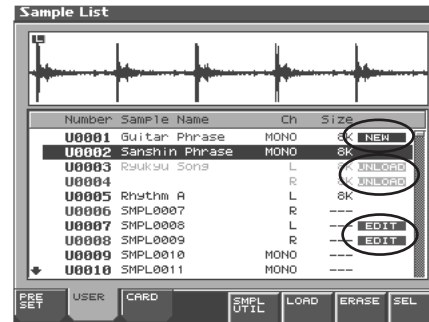 Sample List
L
Number Sample Name Ch Size
U0001 Guitar Phrase MONO 8K NEW
U0002 Sanshin Phrase MONO 8K
U0003 Ryukyu Song L 8K UNLOAD
U0004 R 8K UNLOAD
U0005 Rhythm A L 8K
U0006 SMPL0007 R ---
U0007 SMPL0008 L --- EDIT
U0008 SMPL0009 R --- EDIT
U0009 SMPL0010 MONO ---
U0010 SMPL0011 MONO ---
PRE SET USER CARD SMPL UTIL LOAD ERASE SEL